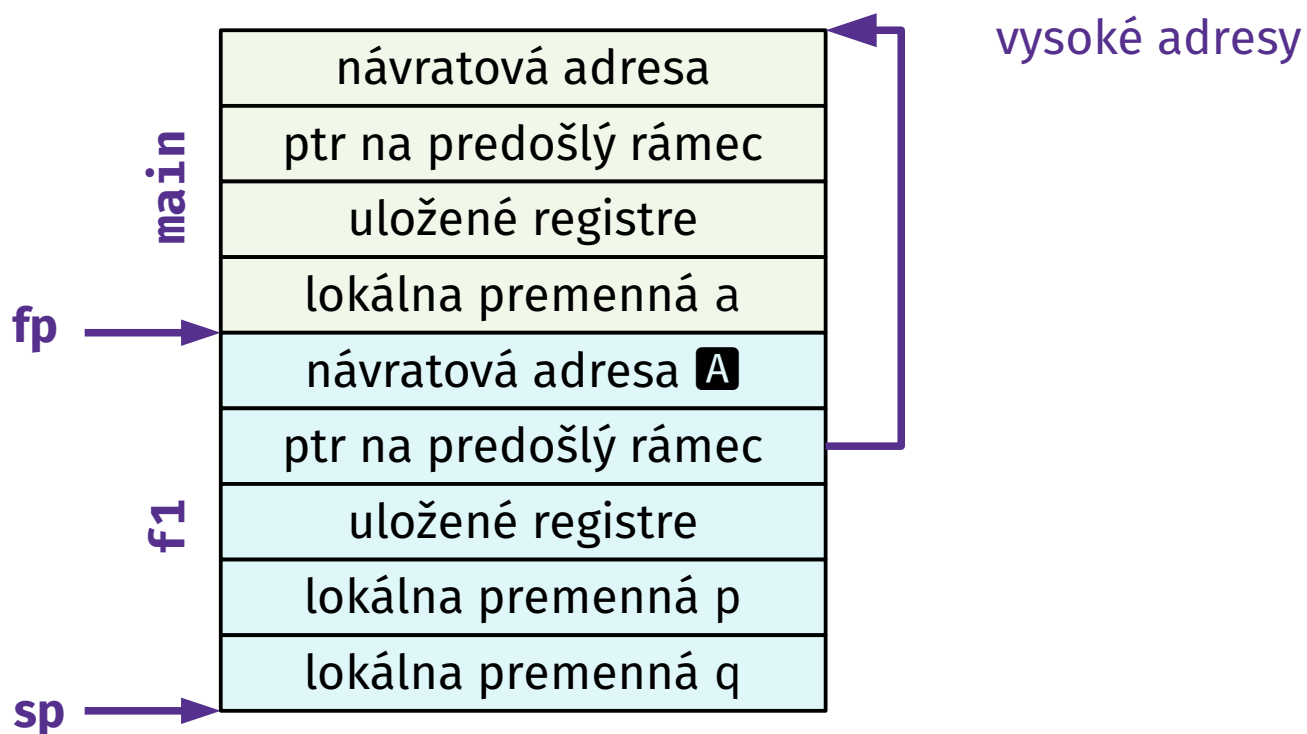 vysoké adresy
návratová adresa
ptr na predošlý rámec
uložené registre
lokálna premenná a
main
fp
návratová adresa A
ptr na predošlý rámec
uložené registre
lokálna premenná p
lokálna premenná q
f1
sp